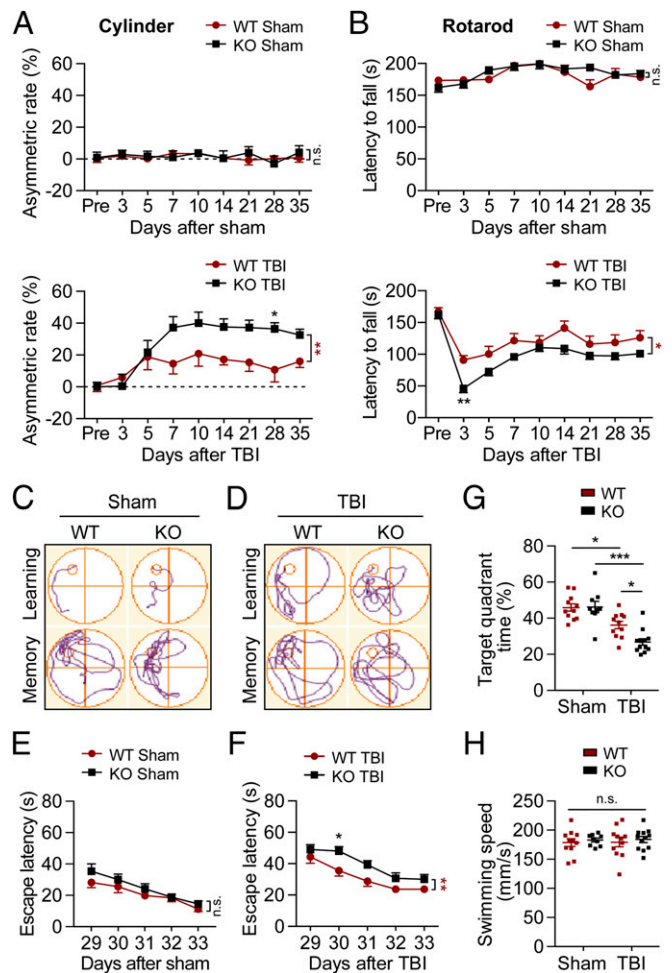 A
Cylinder
WT Sham
KO Sham
Asymmetric rate (%)
60
40
20
0
-20
n.s.
Pre 3 5 7 10 14 21 28 35
Days after sham
WT TBI
KO TBI
Asymmetric rate (%)
60
40
20
0
-20
*
**
Pre 3 5 7 10 14 21 28 35
Days after TBI
B
Rotarod
WT Sham
KO Sham
Latency to fall (s)
200
150
100
50
0
n.s.
Pre 3 5 7 10 14 21 28 35
Days after sham
WT TBI
KO TBI
Latency to fall (s)
200
150
100
50
0
**
*
Pre 3 5 7 10 14 21 28 35
Days after TBI
C
Sham
WT KO
Learning
Memory
D
TBI
WT KO
Learning
Memory
G
WT
KO
Target quadrant
time (%)
80
60
40
20
0
*
***
*
Sham TBI
E
WT Sham
KO Sham
Escape latency (s)
80
60
40
20
0
n.s.
29 30 31 32 33
Days after sham
F
WT TBI
KO TBI
Escape latency (s)
80
60
40
20
0
*
**
29 30 31 32 33
Days after TBI
H
WT
KO
Swimming speed
(mm/s)
250
200
150
100
50
0
n.s.
Sham TBI